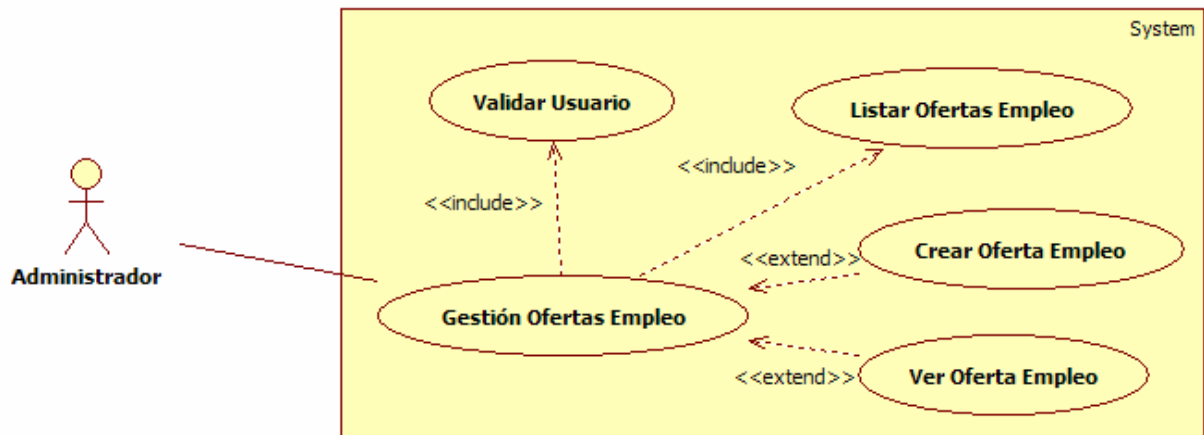 System
Validar Usuario
Listar Ofertas Empleo
<<include>>
<<include>>
Administrador
Crear Oferta Empleo
<<extend>>
Gestión Ofertas Empleo
Ver Oferta Empleo
<<extend>>